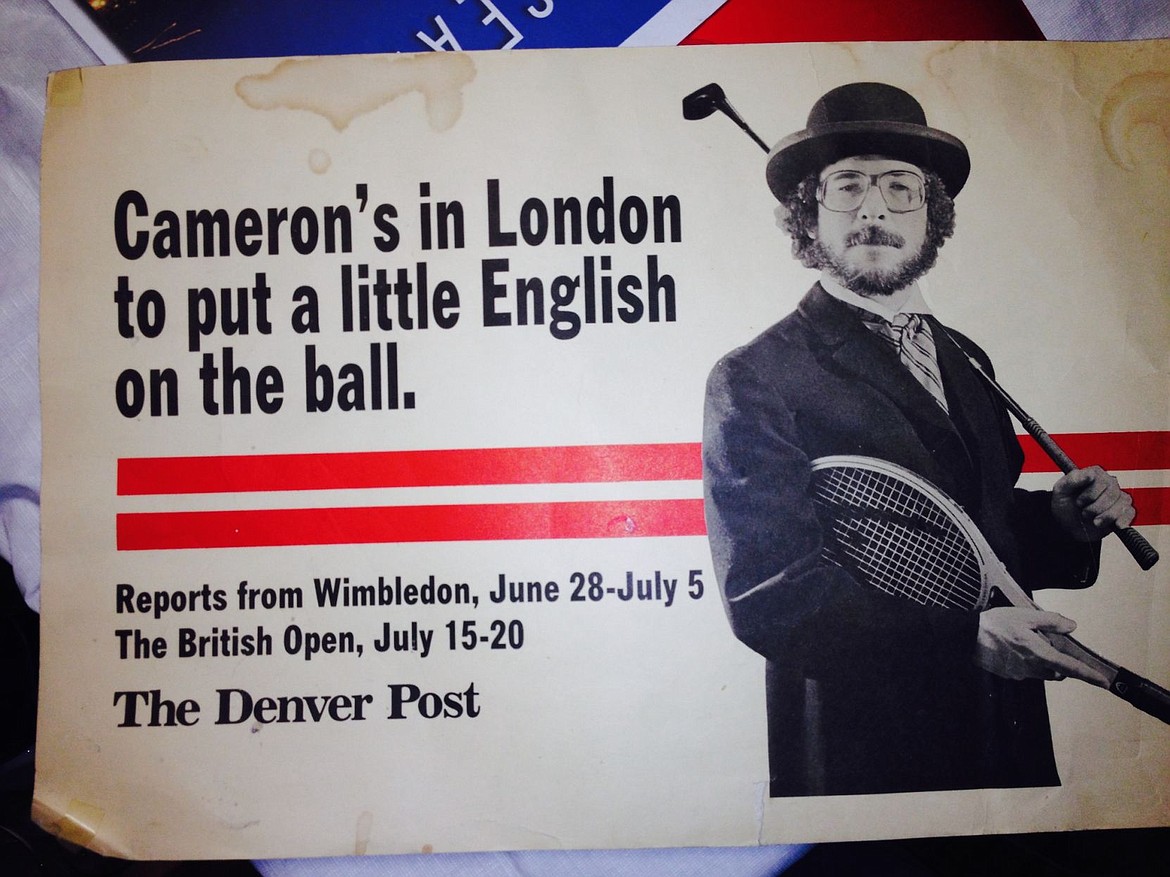 Cameron's in London
to put a little English
on the ball.
Reports from Wimbledon, June 28-July 5
The British Open, July 15-20
The Denver Post